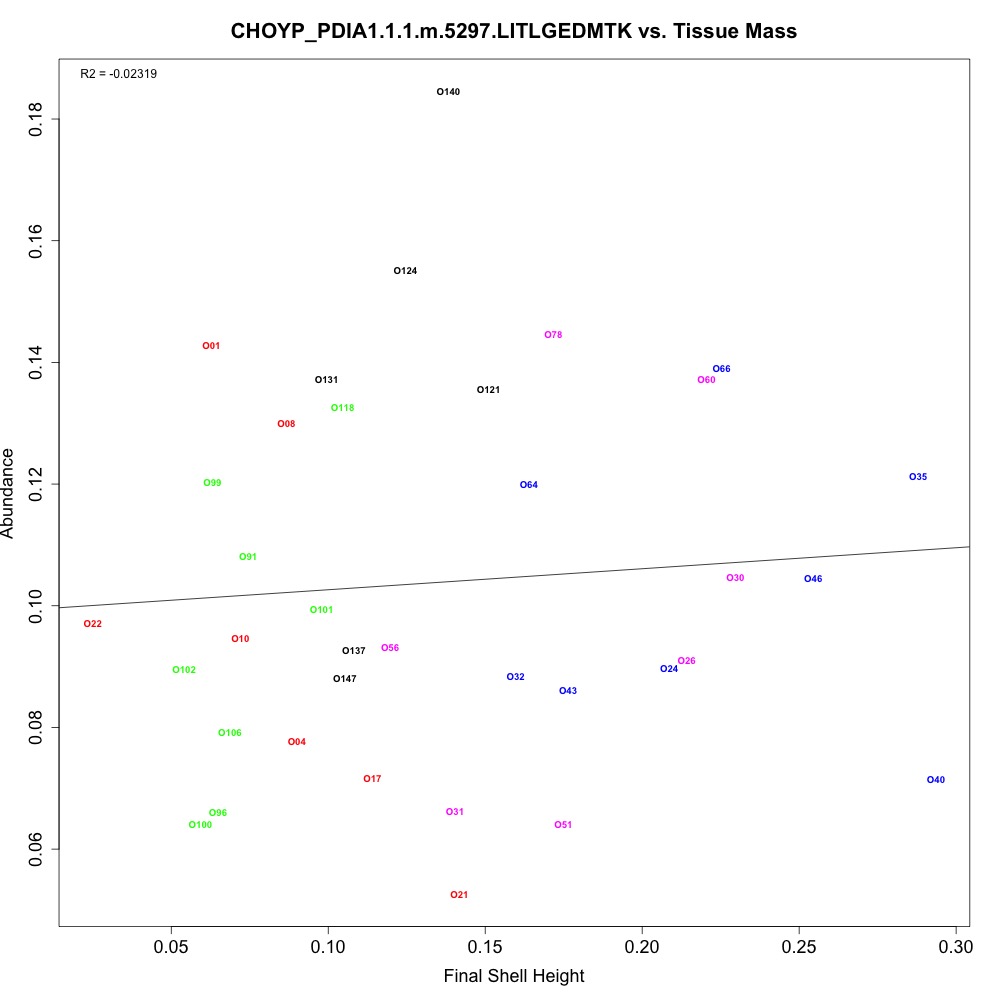 CHOYP_PDIA1.1.1.m.5297.LITLGEDMTK vs. Tissue Mass
R2 = -0.02319
O140
0.18
0.16
O124
O78
O01
0.14
O66
O131
O60
O121
O118
O08
O35
O99
0.12
O64
Abundance
O91
O30
O46
0.10
O101
O22
O10
O56
O137
O26
O102
O24
O32
O147
O43
O106
0.08
O04
O17
O40
O96
O31
O100
O51
0.06
O21
0.05 0.10 0.15 0.20 0.25 0.30
Final Shell Height